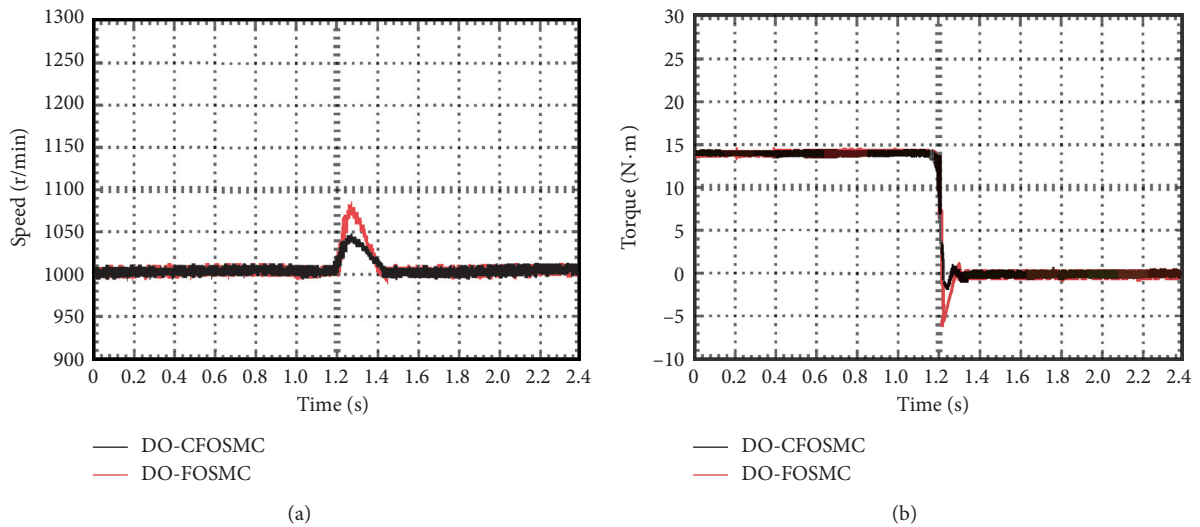 1300
1250
1200
1150
1100
1050
1000
950
900
Speed (r/min)
0 0.2 0.4 0.6 0.8 1.0 1.2 1.4 1.6 1.8 2.0 2.2 2.4
Time (s)
DO-CFOSMC
DO-FOSMC
(a)
30
25
20
15
10
5
0
−5
−10
Torque (N·m)
0 0.2 0.4 0.6 0.8 1.0 1.2 1.4 1.6 1.8 2.0 2.2 2.4
Time (s)
DO-CFOSMC
DO-FOSMC
(b)